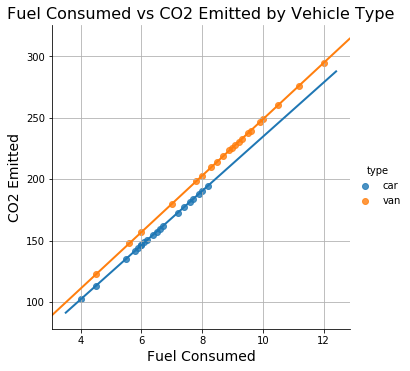 Fuel Consumed vs CO2 Emitted by Vehicle Type
300
250
200
150
100
CO2 Emitted
4 6 8 10 12
Fuel Consumed
type
car
van